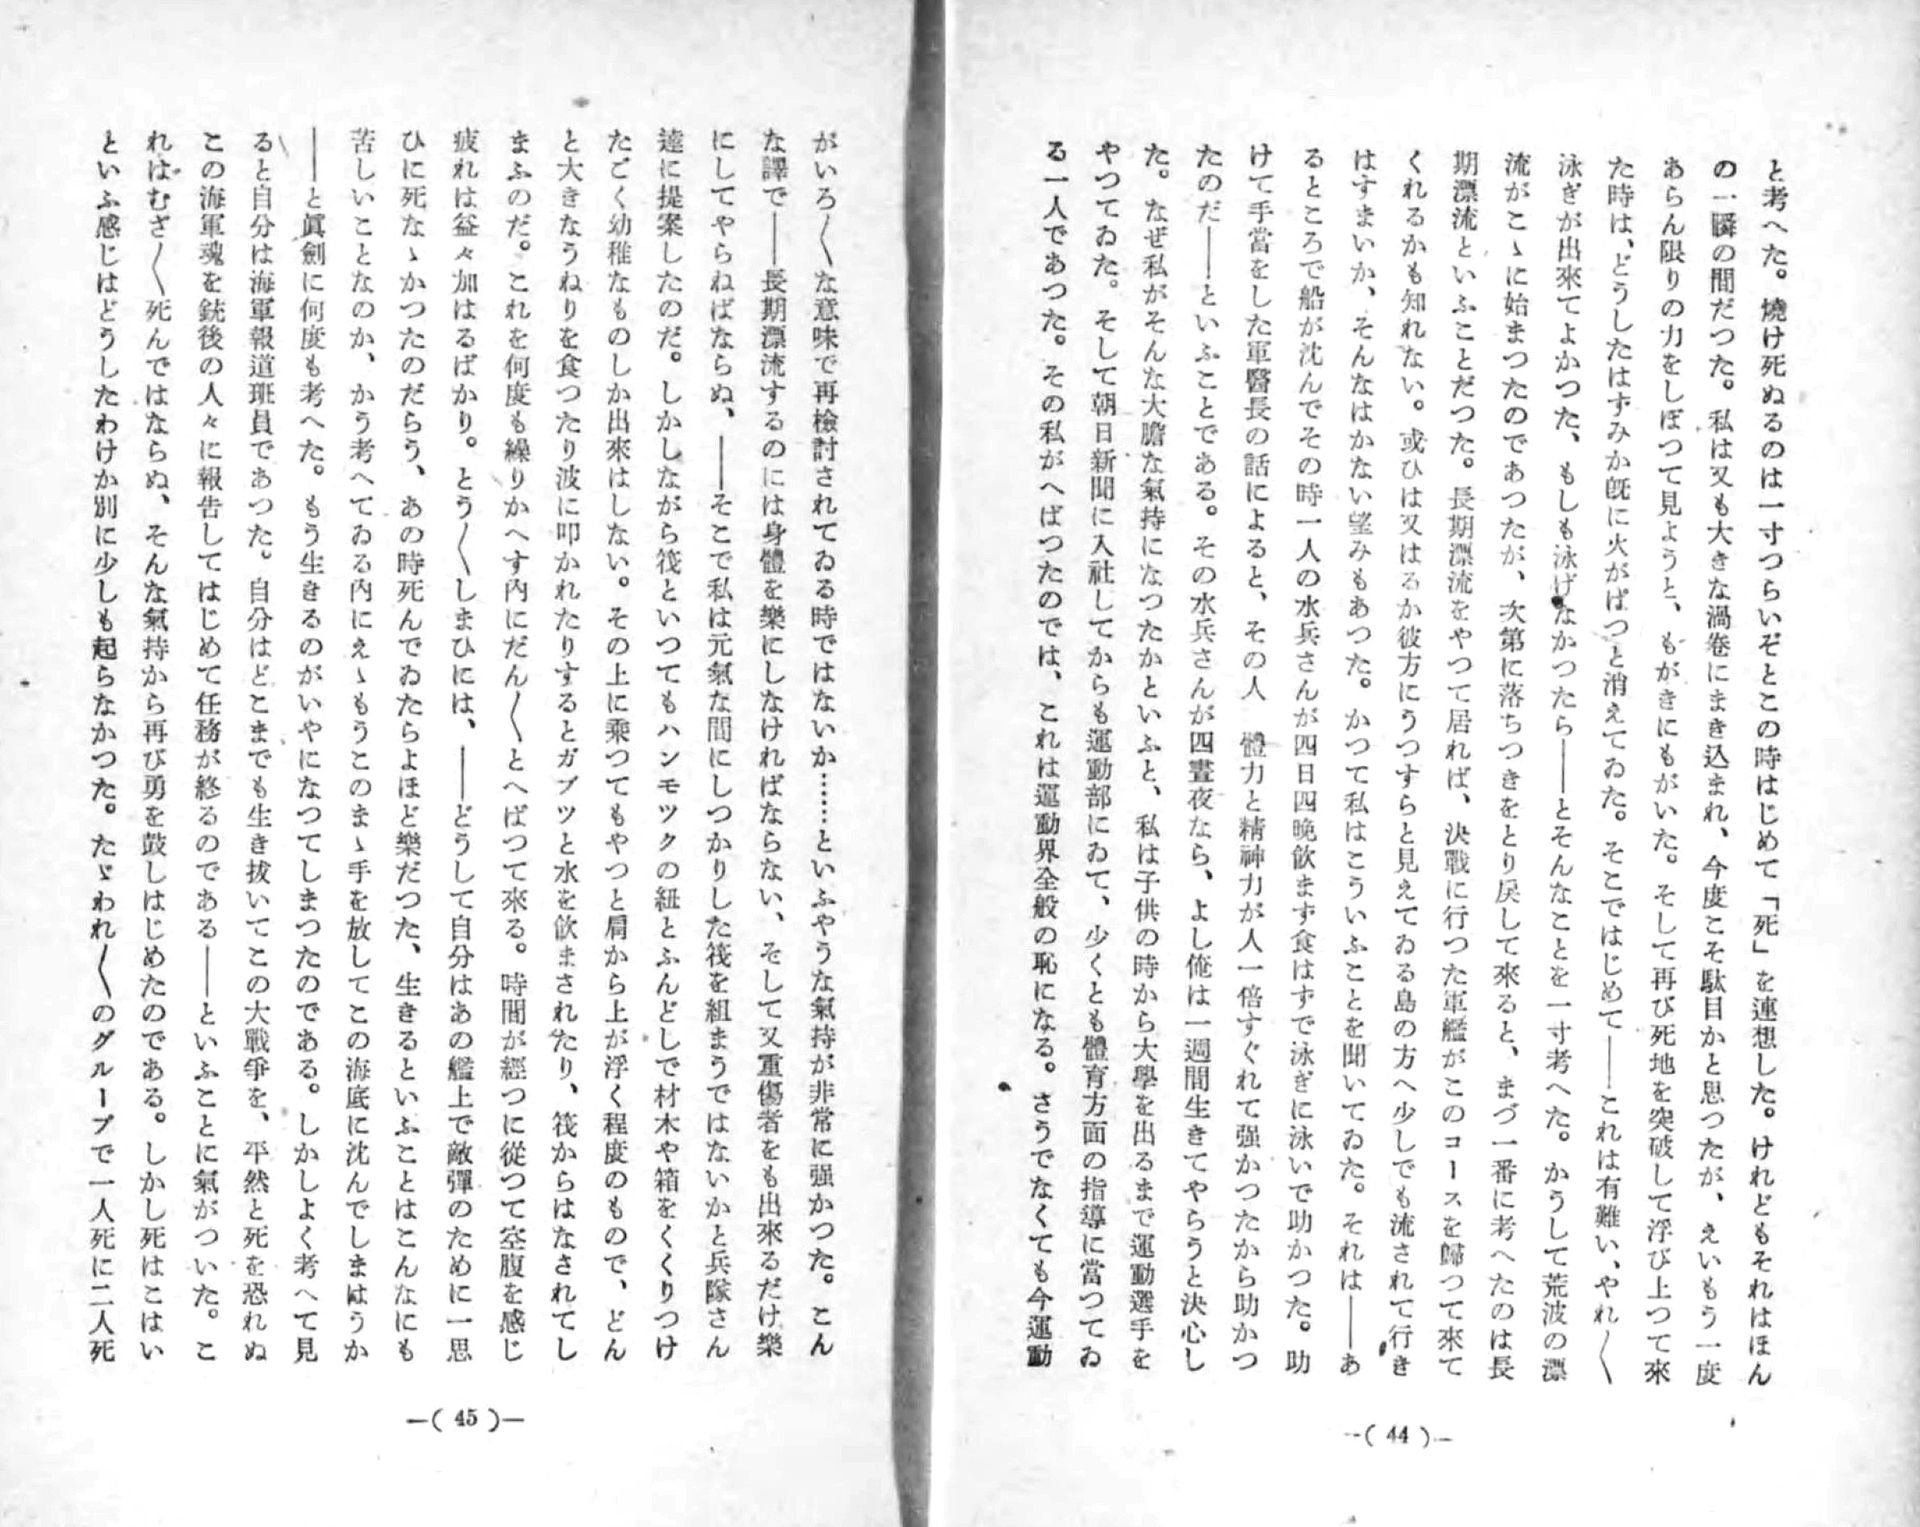 と考へた。燒け死ぬるのは一寸つらいぞとこの時はじめて「死」を連想した。けれどもそれはほん
の一瞬の間だつた。私は又も大きな渦卷にまき込まれ、今度こそ駄目かと思つたが、えいもう一度
あらん限りの力をしぼつて見ようと、もがきにもがいた。そして再び死地を突破して浮び上つて來
た時は、どうしたはずみか旣に火がぱつと消えてゐた。そこではじめて――これは有難い、やれ〳〵
泳ぎが出來てよかつた、もしも泳げなかつたら――とそんなことを一寸考へた。かうして荒波の漂
流がこゝに始まつたのであつたが、次第に落ちつきをとり戻して來ると、まづ一番に考へたのは長
期漂流といふことだつた。長期漂流をやつて居れば、決戰に行つた軍艦がこのコースを歸つて來て
くれるかも知れない。或ひは又はるか彼方にうつすらと見えてゐる島の方へ少しでも流されて行き
はすまいか、そんなはかない望みもあつた。かつて私はこういふことを聞いてゐた。それは――あ
るところで船が沈んでその時一人の水兵さんが四日四晩飮まず食はずで泳ぎに泳いで助かつた。助
けて手當をした軍醫長の話によると、その人　體力と精神力が人一倍すぐれて强かつたから助かつ
たのだ――といふことである。その水兵さんが四晝夜なら、よし俺は一週間生きてやらうと決心し
た。なぜ私がそんな大膽な氣持になつたかといふと、私は子供の時から大學を出るまで運動選手を
やつてゐた。そして朝日新聞に入社してからも運動部にゐて、少くとも體育方面の指導に當つてゐ
る一人であつた。その私がへばつたのでは、これは運動界全般の恥になる。さうでなくても今運動
―( 44 )―
がいろ〳〵な意味で再檢討されてゐる時ではないか……といふやうな氣持が非常に强かつた。こん
な譯で――長期漂流するのには身體を樂にしなければならない、そして又重傷者をも出來るだけ樂
にしてやらねばならぬ、――そこで私は元氣な間にしつかりした筏を組まうではないかと兵隊さん
達に提案したのだ。しかしながら筏といつてもハンモツクの紐とふんどしで材木や箱をくくりつけ
たごく幼稚なものしか出來はしない。その上に乘つてもやつと肩から上が浮く程度のもので、どん
と大きなうねりを食つたり波に叩かれたりするとガブツと水を飮まされたり、筏からはなされてし
まふのだ。これを何度も繰りかへす內にだん〳〵とへばつて來る。時間が經つに從つて空腹を感じ
疲れは益々加はるばかり。とう〳〵しまひには、――どうして自分はあの艦上で敵彈のために一思
ひに死なゝかつたのだらう、あの時死んでゐたらよほど樂だつた、生きるといふことはこんなにも
苦しいことなのか、かう考へてゐる內にえゝもうこのまゝ手を放してこの海底に沈んでしまはうか
――と眞劍に何度も考へた。もう生きるのがいやになつてしまつたのである。しかしよく考へて見
ると自分は海軍報道班員であつた。自分はどこまでも生き拔いてこの大戰爭を、平然と死を恐れぬ
この海軍魂を銃後の人々に報告してはじめて任務が終るのである――といふことに氣がついた。こ
れはむざ〳〵死んではならぬ、そんな氣持から再び勇を鼓しはじめたのである。しかし死はこはい
といふ感じはどうしたわけか別に少しも起らなかつた。たゞわれ〳〵のグループで一人死に二人死
―( 45 )―